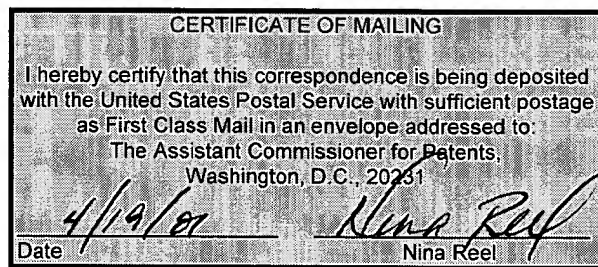 CERTIFICATE OF MAILING
I hereby certify that this correspondence is being deposited
with the United States Postal Service with sufficient postage
as First Class Mail in an envelope addressed to:
The Assistant Commissioner for Patents,
Washington, D.C., 20231
4/19/01 Nina Reel
Date Nina Reel